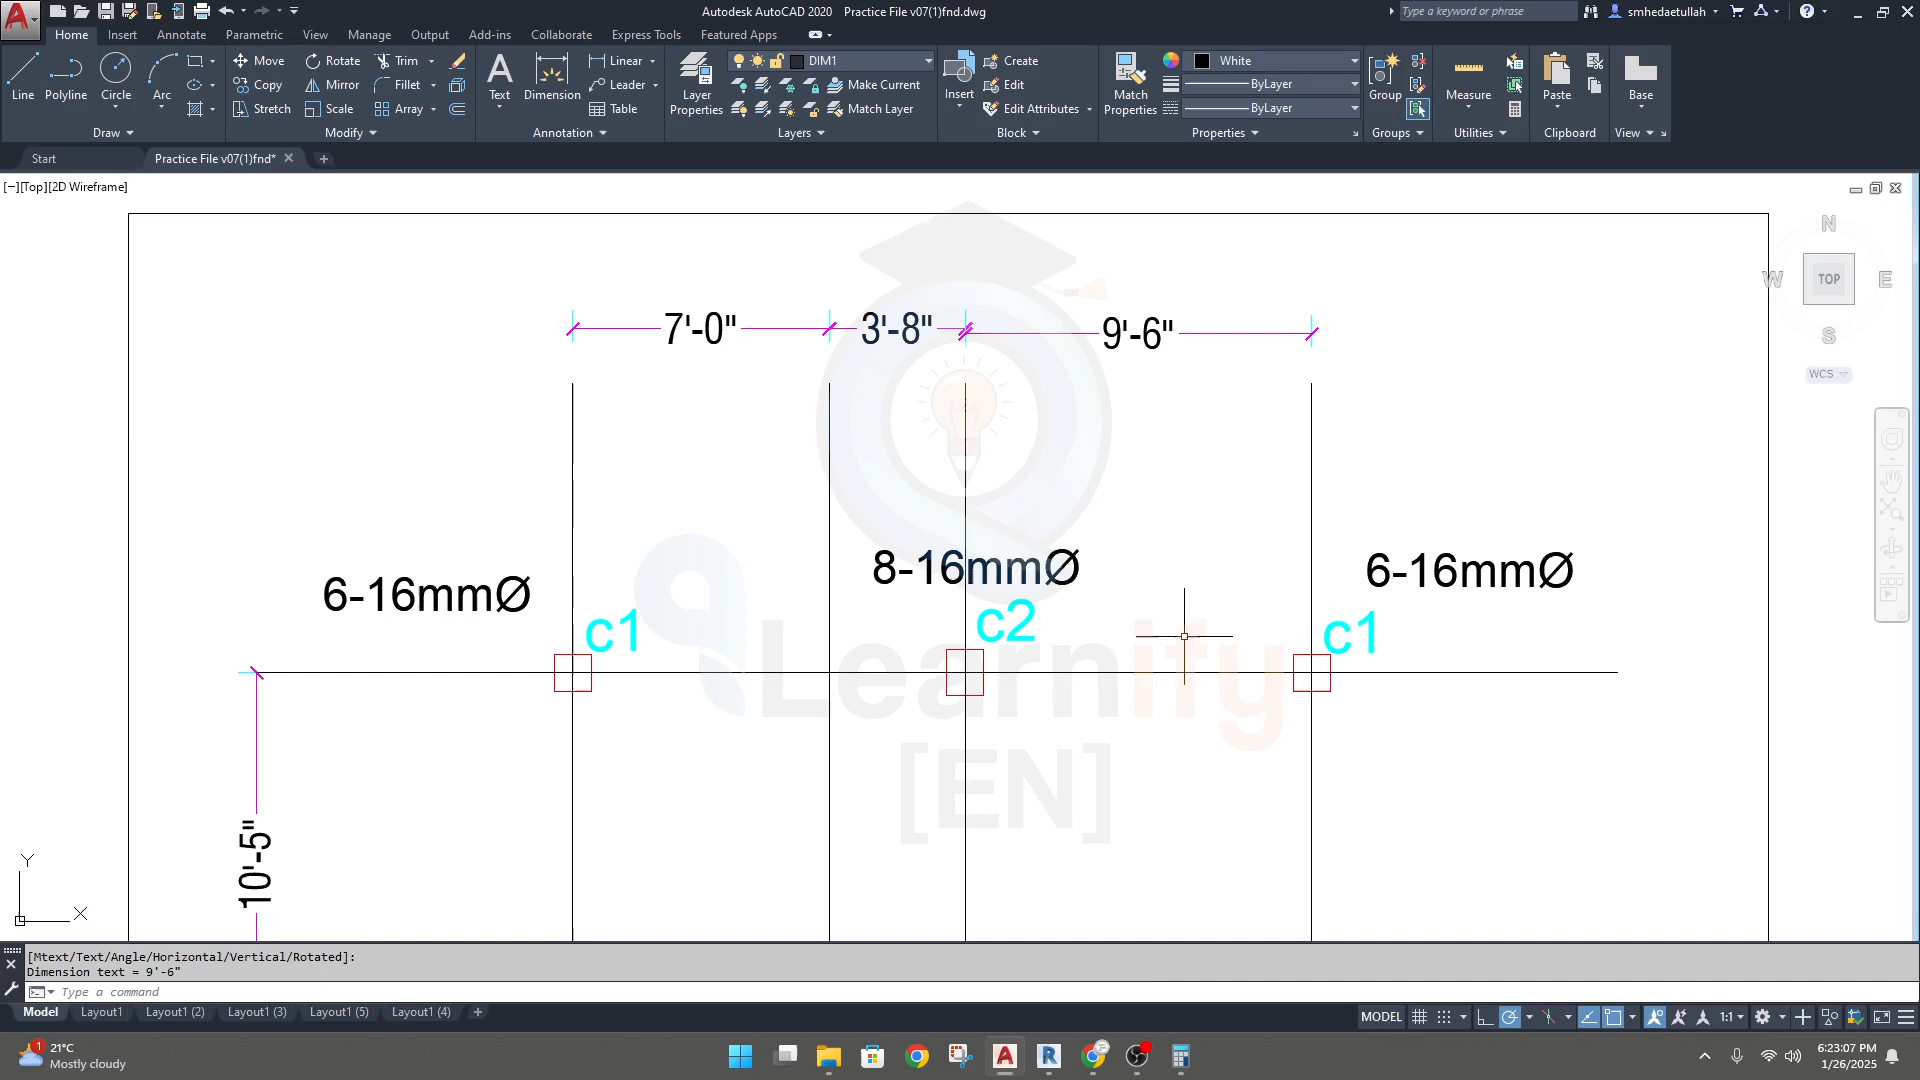 Autodesk AutoCAD 2020 Practice File v07(1)fnd.dwg
Type a keyword or phrase
smhedaetullah
Home Insert Annotate Parametric View Manage Output Add-ins Collaborate Express Tools Featured Apps
Line Polyline Circle Arc
Move Rotate Trim
Copy Mirror Fillet
Stretch Scale Array
Text Dimension
Linear
Leader
Table
Layer Properties
DIM1
Make Current
Match Layer
Insert
Create
Edit
Edit Attributes
Match Properties
White
ByLayer
ByLayer
Group Measure Paste Base
Draw Modify Annotation Layers Block Properties Groups Utilities Clipboard View
Start Practice File v07(1)fnd*
[−][Top][2D Wireframe]
N
W TOP E
S
WCS
7'-0" 3'-8" 9'-6"
6-16mmØ 8-16mmØ 6-16mmØ
c1 c2 c1
Learnify
[EN]
10'-5"
Y
X
[Mtext/Text/Angle/Horizontal/Vertical/Rotated]:
Dimension text = 9'-6"
Type a command
Model Layout1 Layout1 (2) Layout1 (3) Layout1 (5) Layout1 (4)
MODEL 1:1
1
21°C
Mostly cloudy
6:23:07 PM
1/26/2025